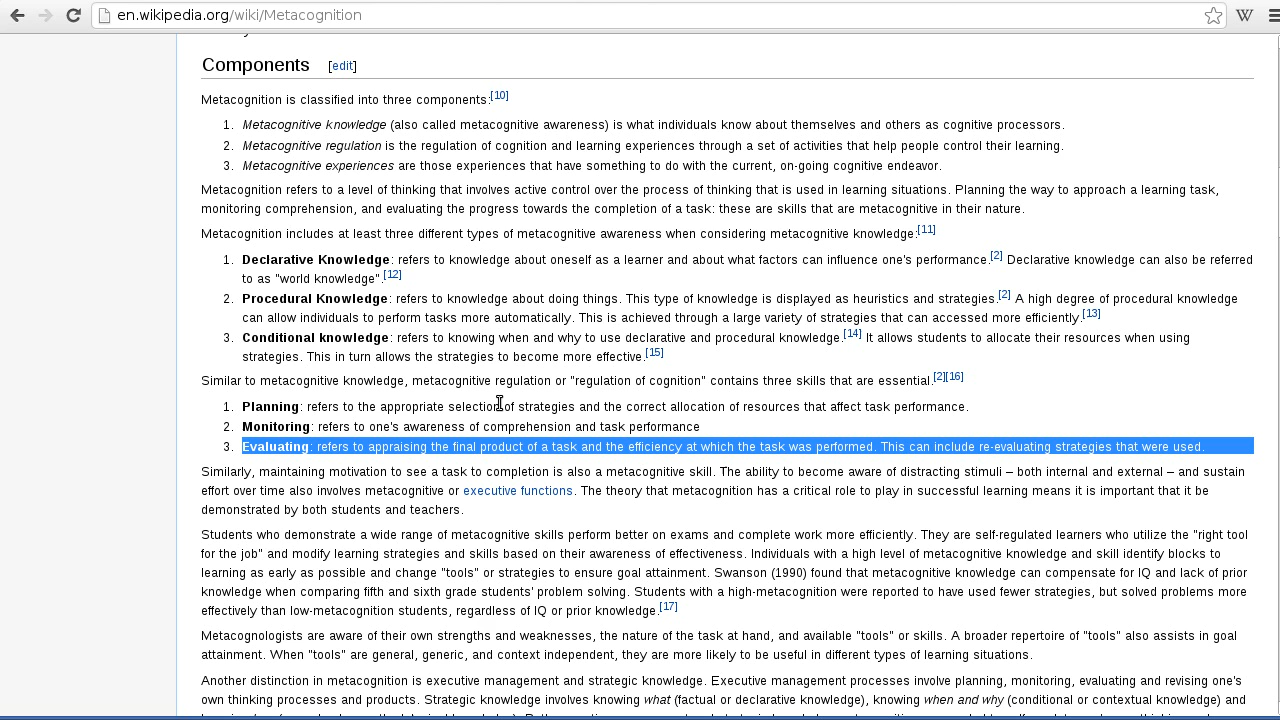 en.wikipedia.org/wiki/Metacognition
W
Components [edit]
Metacognition is classified into three components:[10]
1. Metacognitive knowledge (also called metacognitive awareness) is what individuals know about themselves and others as cognitive processors.
2. Metacognitive regulation is the regulation of cognition and learning experiences through a set of activities that help people control their learning.
3. Metacognitive experiences are those experiences that have something to do with the current, on-going cognitive endeavor.
Metacognition refers to a level of thinking that involves active control over the process of thinking that is used in learning situations. Planning the way to approach a learning task,
monitoring comprehension, and evaluating the progress towards the completion of a task: these are skills that are metacognitive in their nature.
Metacognition includes at least three different types of metacognitive awareness when considering metacognitive knowledge:[11]
1. Declarative Knowledge: refers to knowledge about oneself as a learner and about what factors can influence one's performance.[2] Declarative knowledge can also be referred
to as "world knowledge".[12]
2. Procedural Knowledge: refers to knowledge about doing things. This type of knowledge is displayed as heuristics and strategies.[2] A high degree of procedural knowledge
can allow individuals to perform tasks more automatically. This is achieved through a large variety of strategies that can accessed more efficiently.[13]
3. Conditional knowledge: refers to knowing when and why to use declarative and procedural knowledge.[14] It allows students to allocate their resources when using
strategies. This in turn allows the strategies to become more effective.[15]
Similar to metacognitive knowledge, metacognitive regulation or "regulation of cognition" contains three skills that are essential.[2][16]
1. Planning: refers to the appropriate selection of strategies and the correct allocation of resources that affect task performance.
2. Monitoring: refers to one's awareness of comprehension and task performance
3. Evaluating: refers to appraising the final product of a task and the efficiency at which the task was performed. This can include re-evaluating strategies that were used.
Similarly, maintaining motivation to see a task to completion is also a metacognitive skill. The ability to become aware of distracting stimuli – both internal and external – and sustain
effort over time also involves metacognitive or executive functions. The theory that metacognition has a critical role to play in successful learning means it is important that it be
demonstrated by both students and teachers.
Students who demonstrate a wide range of metacognitive skills perform better on exams and complete work more efficiently. They are self-regulated learners who utilize the "right tool
for the job" and modify learning strategies and skills based on their awareness of effectiveness. Individuals with a high level of metacognitive knowledge and skill identify blocks to
learning as early as possible and change "tools" or strategies to ensure goal attainment. Swanson (1990) found that metacognitive knowledge can compensate for IQ and lack of prior
knowledge when comparing fifth and sixth grade students' problem solving. Students with a high-metacognition were reported to have used fewer strategies, but solved problems more
effectively than low-metacognition students, regardless of IQ or prior knowledge.[17]
Metacognologists are aware of their own strengths and weaknesses, the nature of the task at hand, and available "tools" or skills. A broader repertoire of "tools" also assists in goal
attainment. When "tools" are general, generic, and context independent, they are more likely to be useful in different types of learning situations.
Another distinction in metacognition is executive management and strategic knowledge. Executive management processes involve planning, monitoring, evaluating and revising one's
own thinking processes and products. Strategic knowledge involves knowing what (factual or declarative knowledge), knowing when and why (conditional or contextual knowledge) and